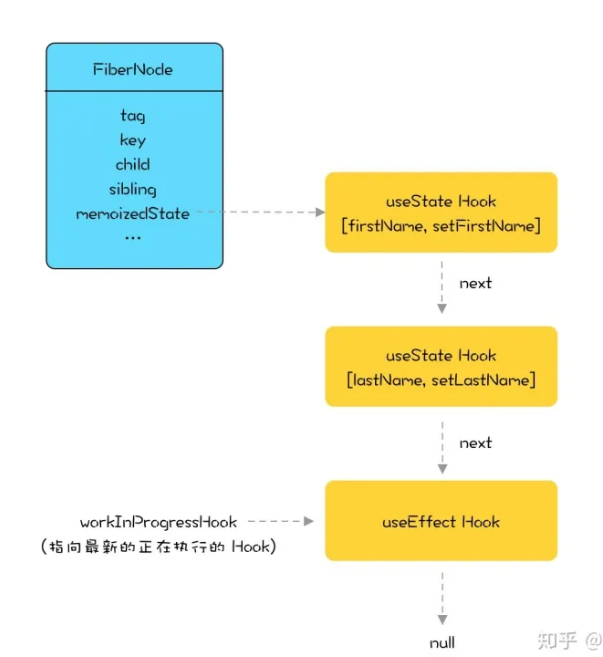 FiberNode
tag
key
child
sibling
memoizedState
...
useState Hook
[firstName, setFirstName]
next
useState Hook
[lastName, setLastName]
next
workInProgressHook
(指向最新的正在执行的 Hook)
useEffect Hook
null
知乎 @